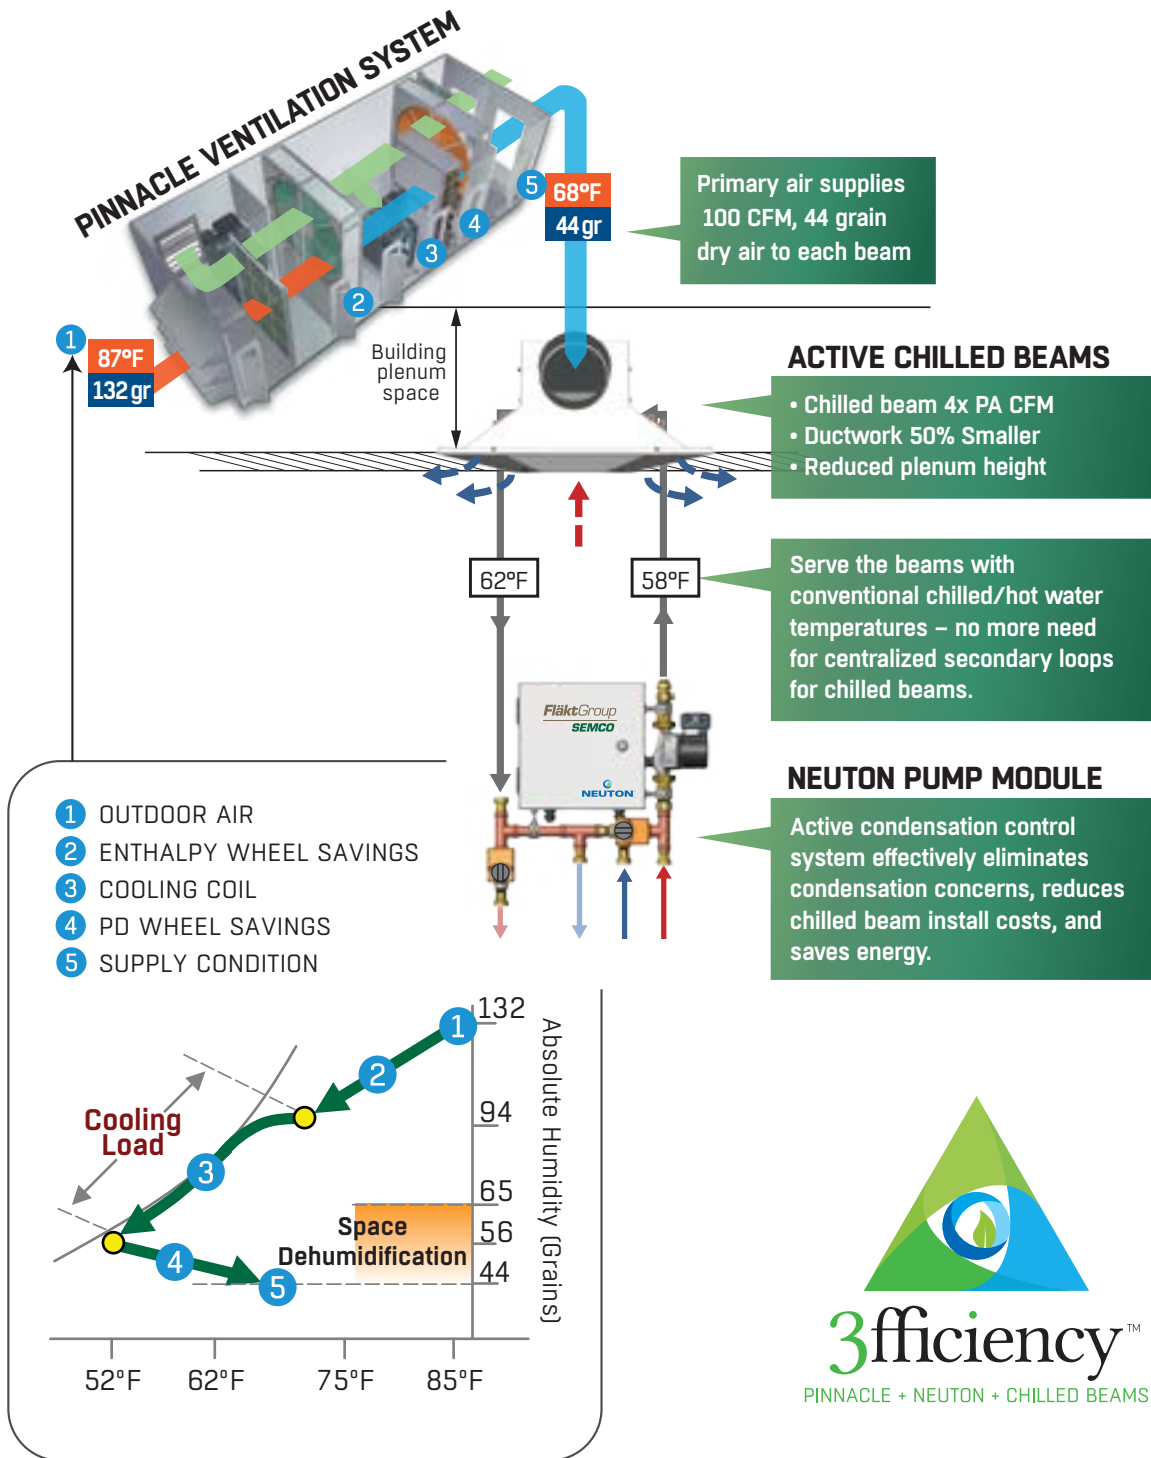 PINNACLE VENTILATION SYSTEM
5
68°F
44 gr
4
3
2
1
87°F
132 gr
Primary air supplies
100 CFM, 44 grain
dry air to each beam
Building
plenum
space
ACTIVE CHILLED BEAMS
• Chilled beam 4x PA CFM
• Ductwork 50% Smaller
• Reduced plenum height
62°F
58°F
Serve the beams with
conventional chilled/hot water
temperatures – no more need
for centralized secondary loops
for chilled beams.
FläktGroup
SEMCO
NEUTON
NEUTON PUMP MODULE
Active condensation control
system effectively eliminates
condensation concerns, reduces
chilled beam install costs, and
saves energy.
1 OUTDOOR AIR
2 ENTHALPY WHEEL SAVINGS
3 COOLING COIL
4 PD WHEEL SAVINGS
5 SUPPLY CONDITION
132
94
65
56
44
Absolute Humidity (Grains)
1
2
3
4
5
Cooling
Load
Space
Dehumidification
52°F
62°F
75°F
85°F
3fficiency™
PINNACLE + NEUTON + CHILLED BEAMS